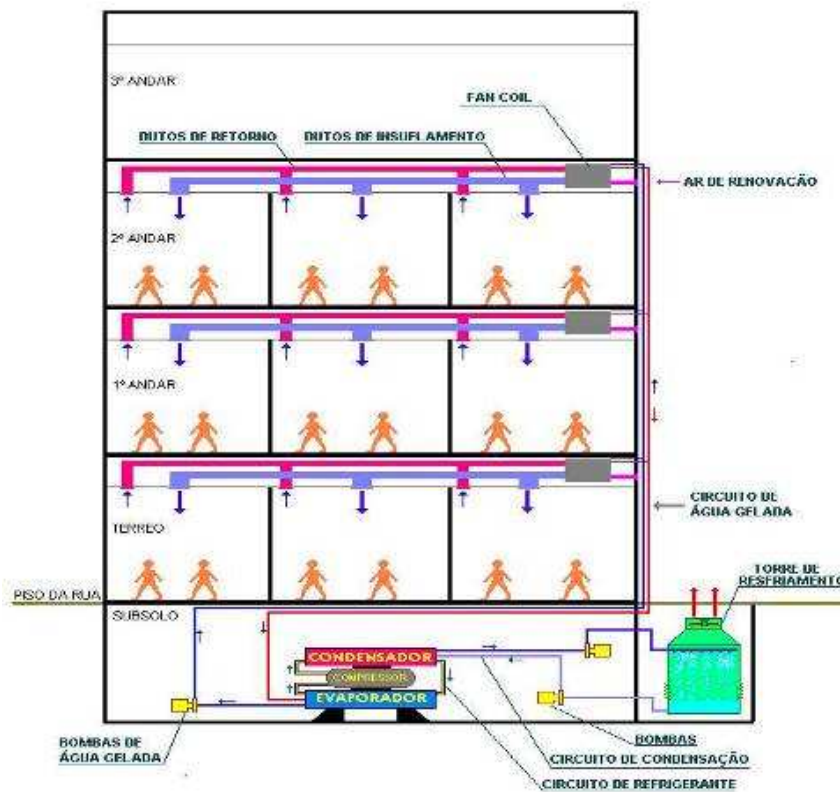 3º ANDAR
FAN COIL
DUTOS DE RETORNO
DUTOS DE INSUFLAMENTO
AR DE RENOVAÇÃO
2º ANDAR
1º ANDAR
CIRCUITO DE
ÁGUA GELADA
TERREO
TORRE DE
RESFRIAMENTO
PISO DA RUA
SUBSOLO
CONDENSADOR
COMPRESSOR
EVAPORADOR
BOMBAS DE
ÁGUA GELADA
BOMBAS
CIRCUITO DE CONDENSAÇÃO
CIRCUITO DE REFRIGERANTE